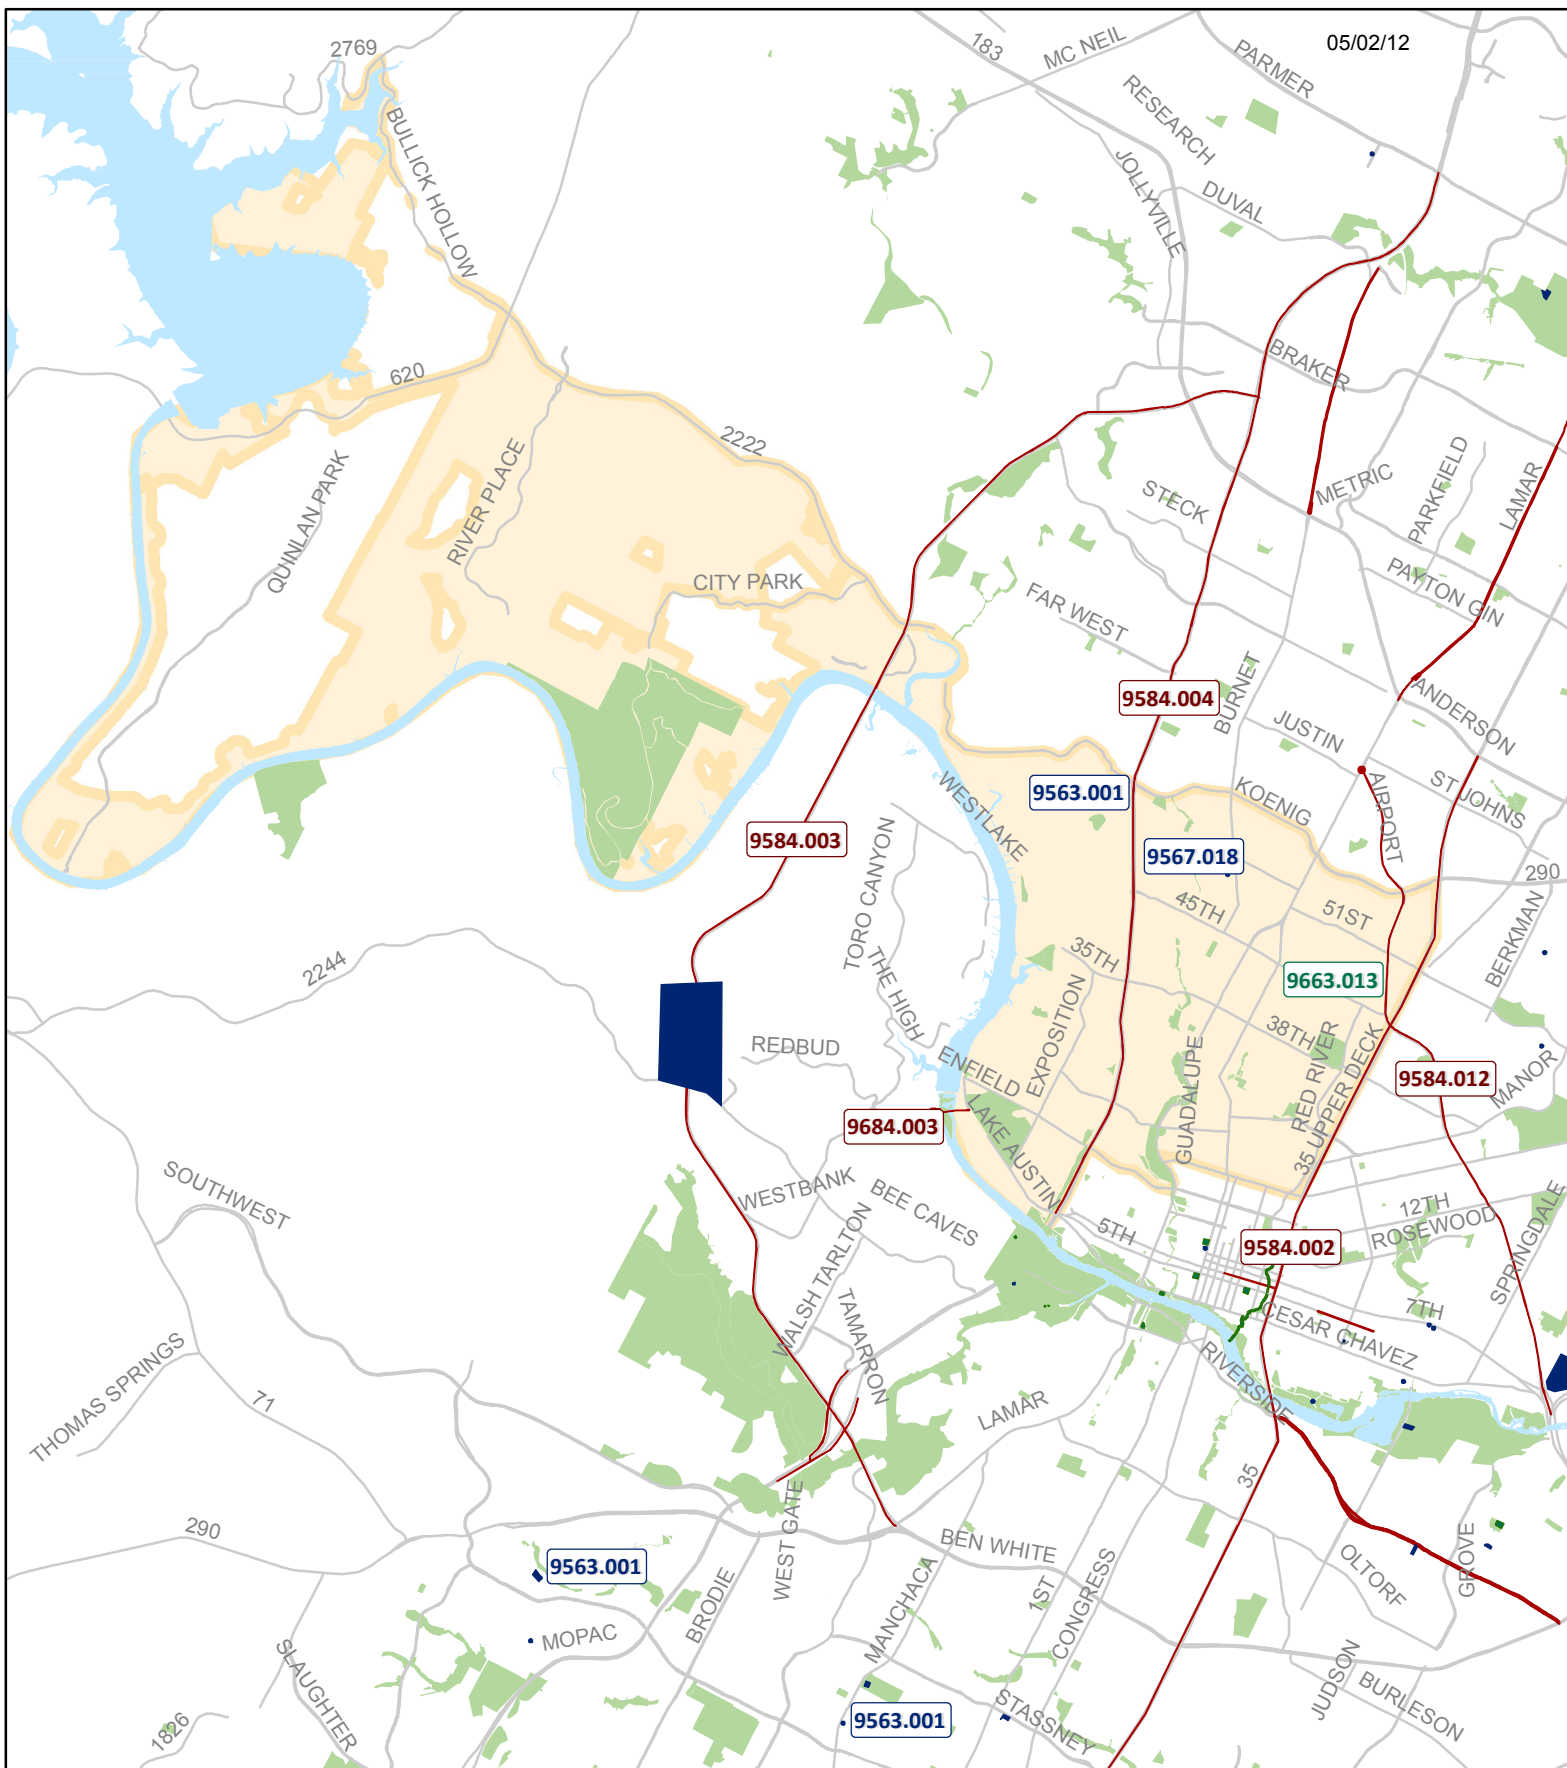 05/02/12
2769
183
MC NEIL
PARMER
BULLICK HOLLOW
RESEARCH
JOLLYVILLE
DUVAL
620
BRAKER
2222
QUINLAN PARK
RIVER PLACE
STECK
METRIC
PARKFIELD
LAMAR
CITY PARK
FAR WEST
PAYTON GIN
BURNET
ANDERSON
9584.004
JUSTIN
WESTLAKE
9563.001
KOENIG
AIRPORT
ST JOHNS
9584.003
9567.018
TORO CANYON
290
45TH
51ST
BERKMAN
35TH
2244
THE HIGH
9663.013
EXPOSITION
38TH
REDBUD
ENFIELD
GUADALUPE
RED RIVER
35 UPPER DECK
9584.012
MANOR
9684.003
LAKE AUSTIN
SOUTHWEST
WESTBANK
BEE CAVES
12TH
ROSEWOOD
SPRINGDALE
5TH
9584.002
WALSH TARLTON
TAMARRON
CESAR CHAVEZ
7TH
THOMAS SPRINGS
71
RIVERSIDE
LAMAR
35
290
WEST GATE
BEN WHITE
GROVE
OLTORF
9563.001
BRODIE
MANCHACA
1ST
CONGRESS
MOPAC
SLAUGHTER
JUDSON
BURLESON
1826
9563.001
STASSNEY